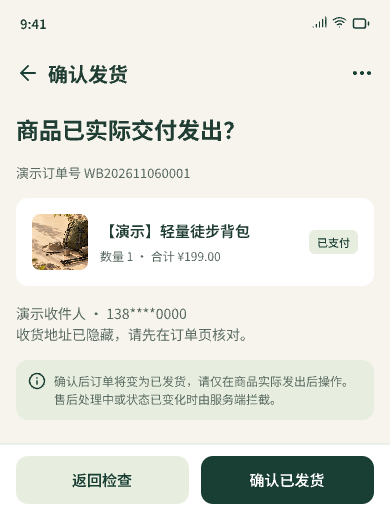 9:41
确认发货
商品已实际交付发出？
演示订单号 WB202611060001
【演示】轻量徒步背包
数量 1 · 合计 ¥199.00
已支付
演示收件人 · 138****0000
收货地址已隐藏，请先在订单页核对。
确认后订单将变为已发货，请仅在商品实际发出后操作。
售后处理中或状态已变化时由服务端拦截。
返回检查
确认已发货